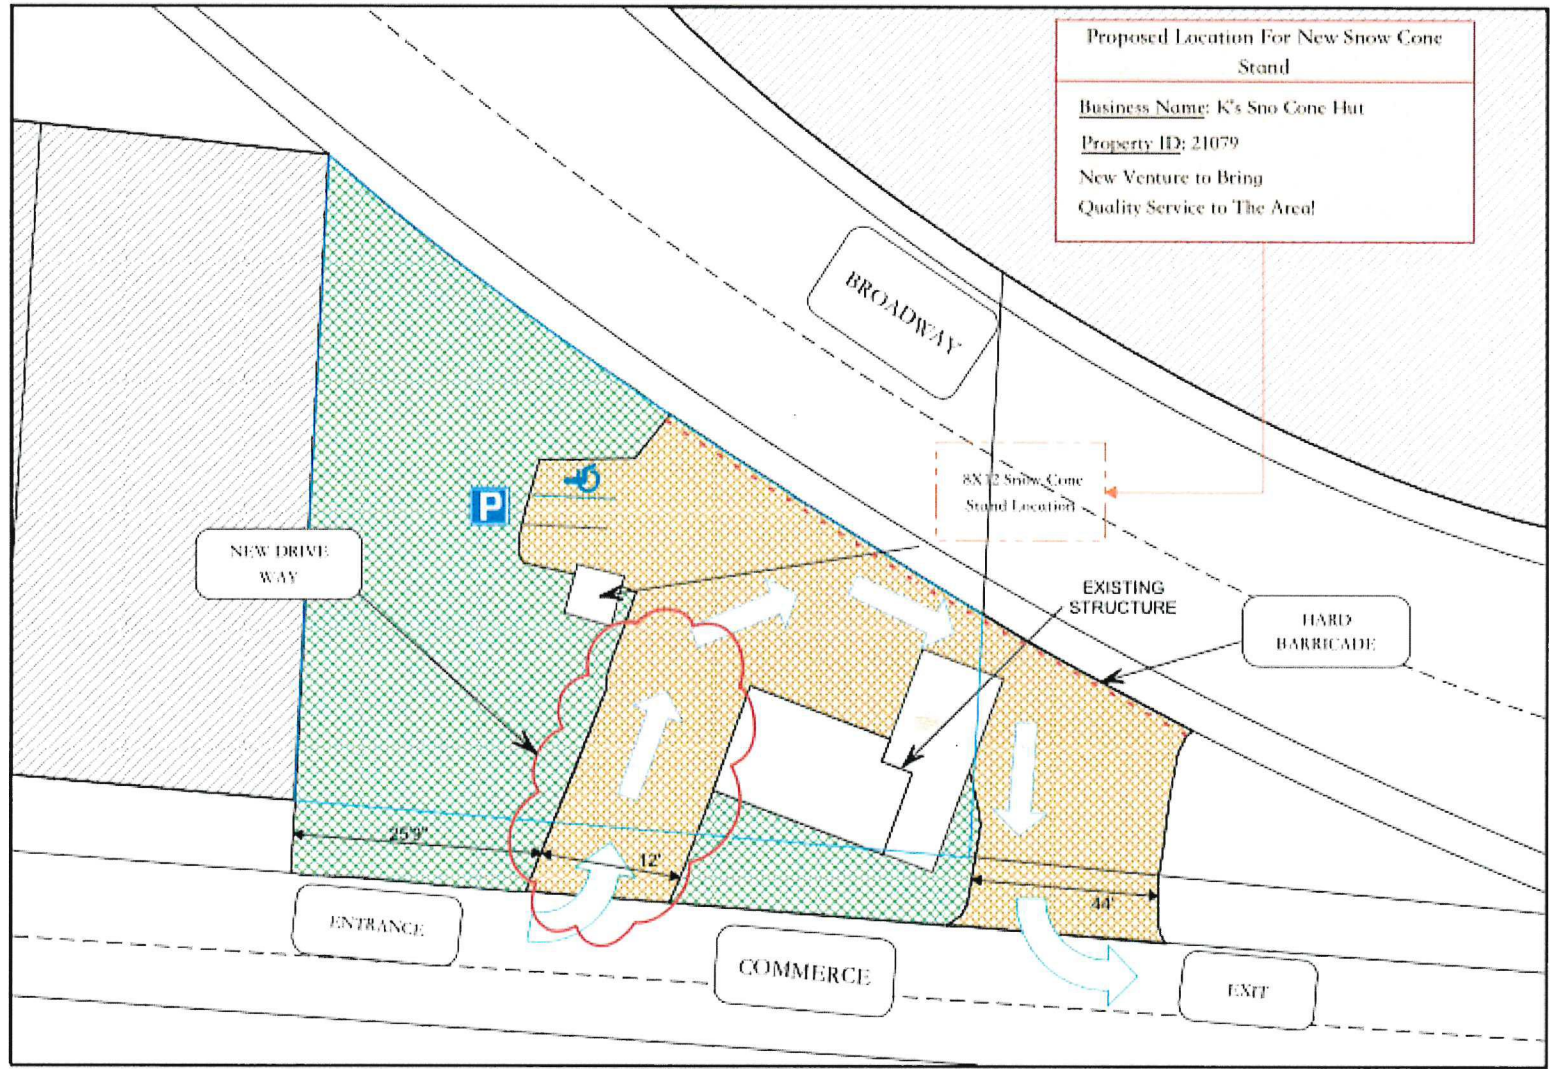 Proposed Location For New Snow Cone
Stand
Business Name: K's Sno Cone Hut
Property ID: 21079
New Venture to Bring
Quality Service to The Area!
BROADWAY
8X12 Snow Cone
Stand Location
P
NEW DRIVE
WAY
EXISTING
STRUCTURE
HARD
BARRICADE
25'9"
12'
44'
ENTRANCE
COMMERCE
EXIT